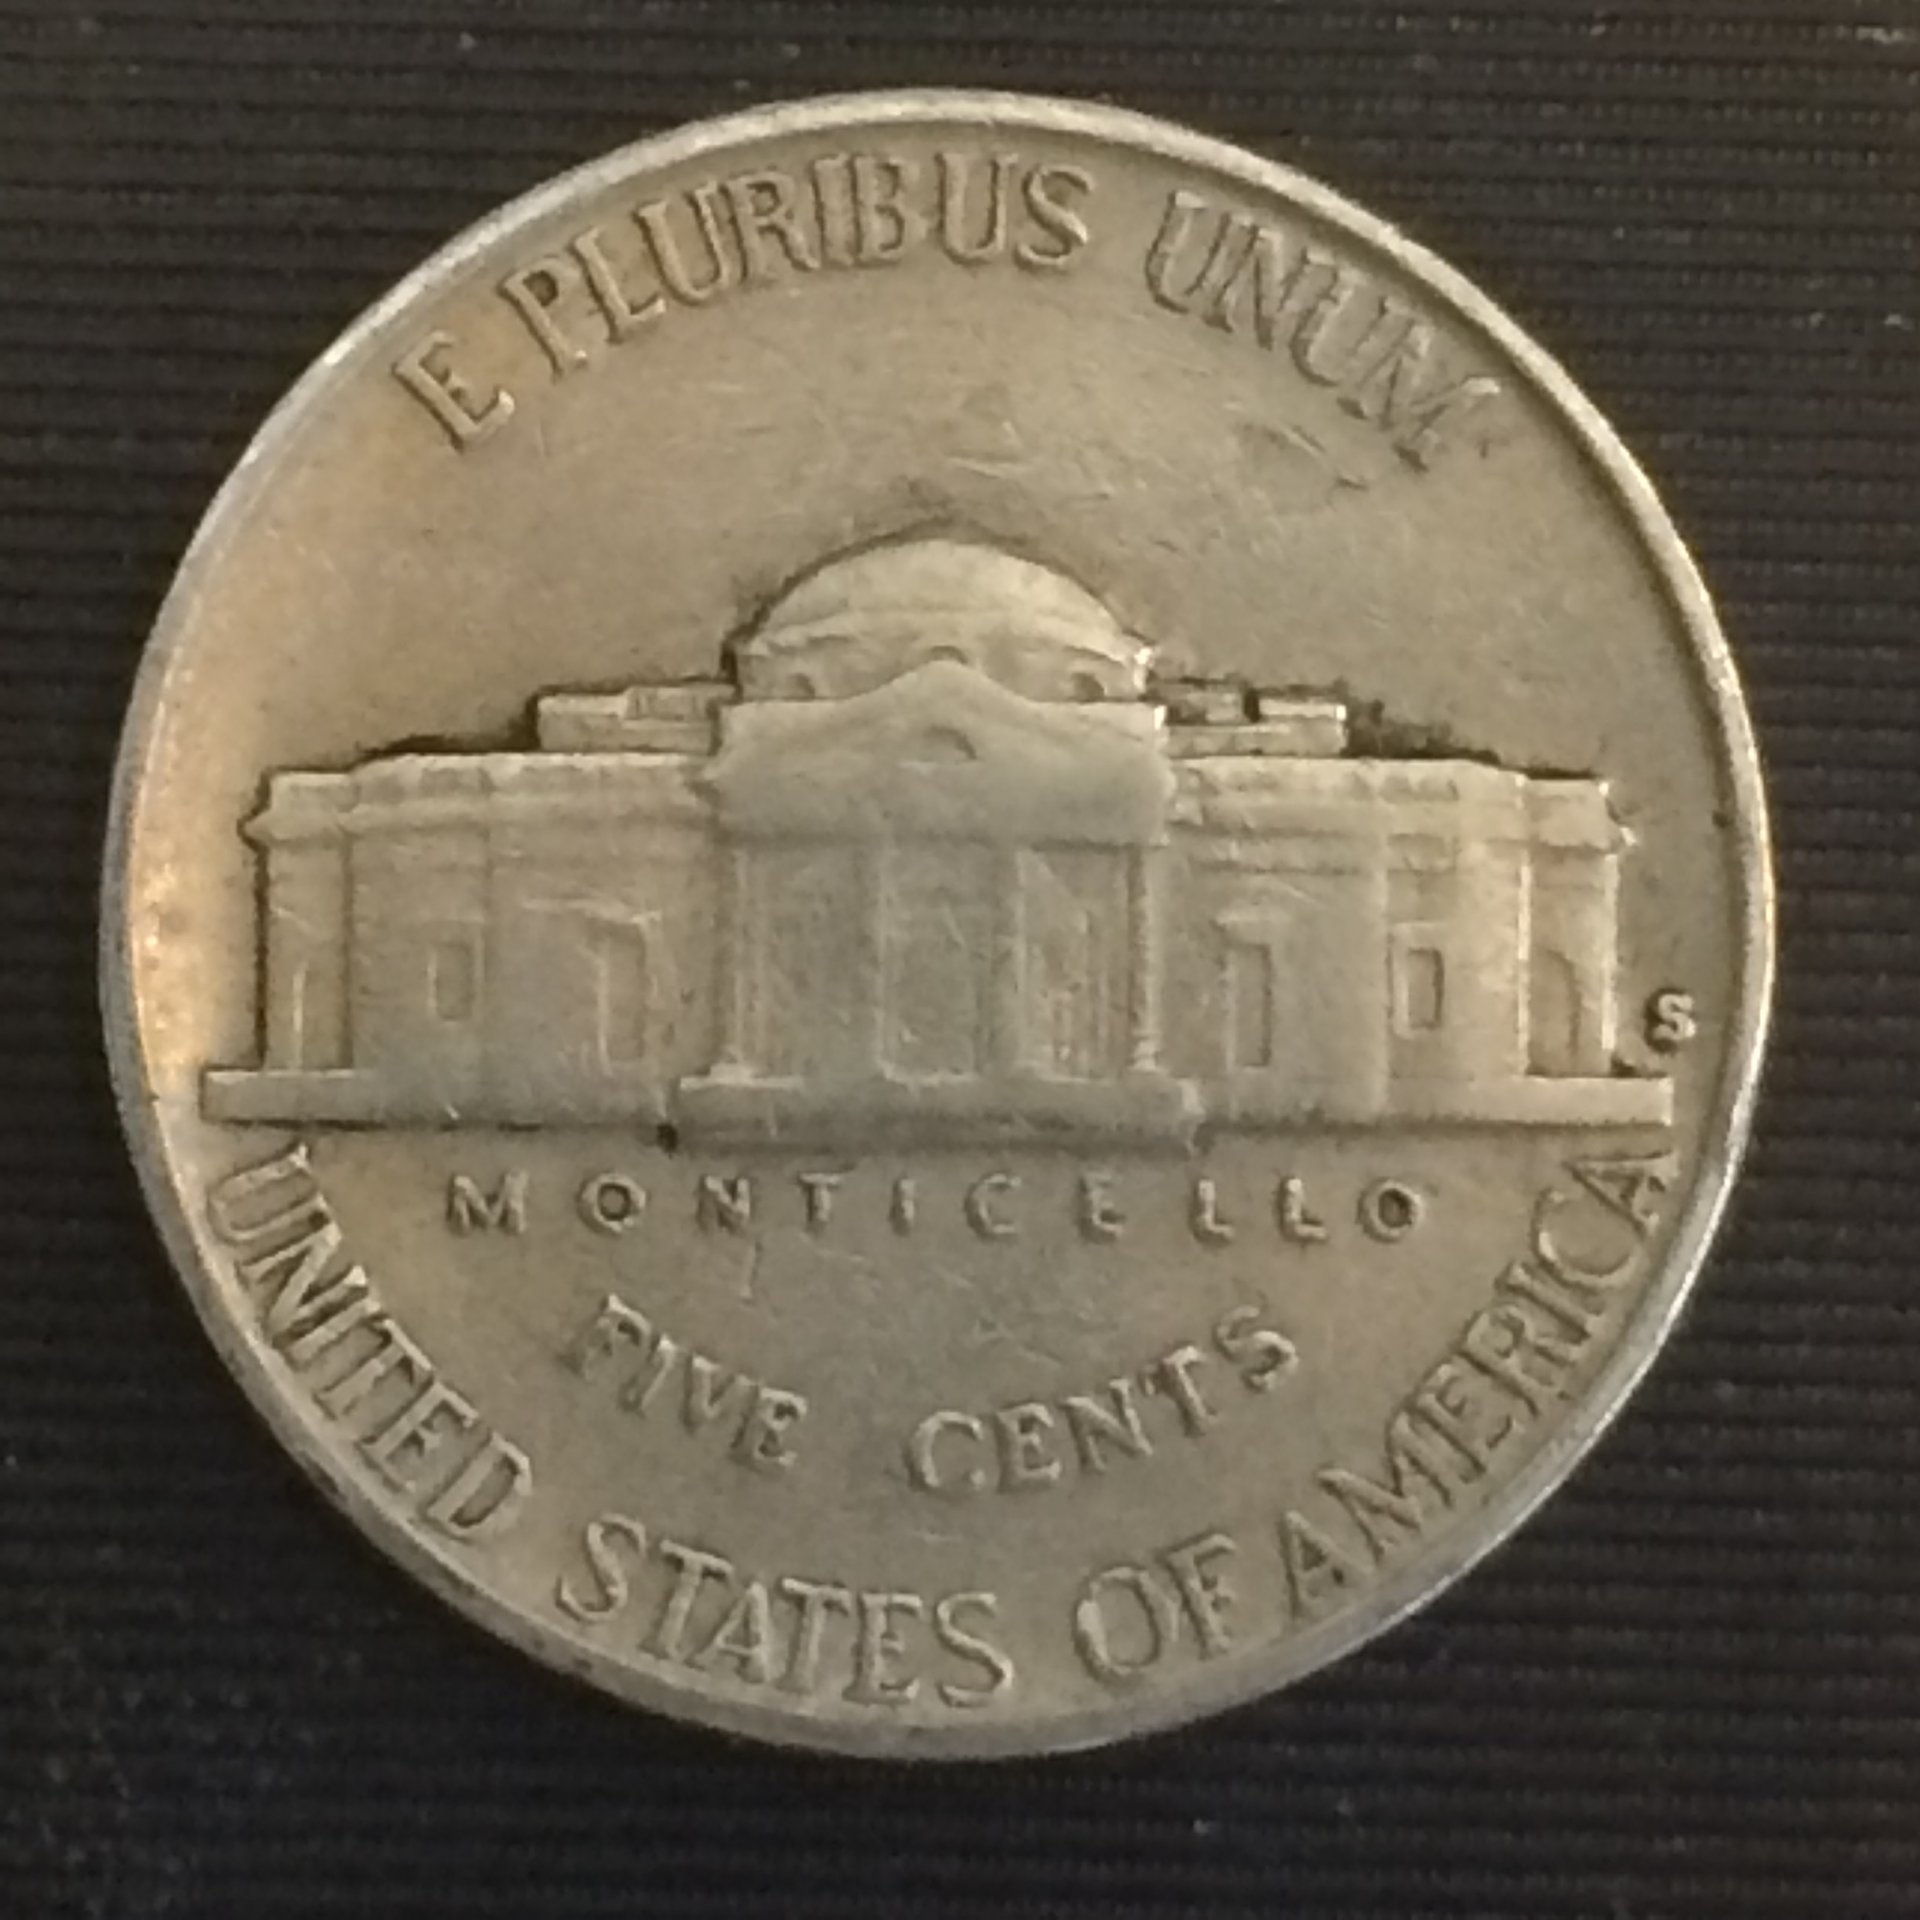 E PLURIBUS UNUM
S
MONTICELLO
FIVE CENTS
UNITED STATES OF AMERICA